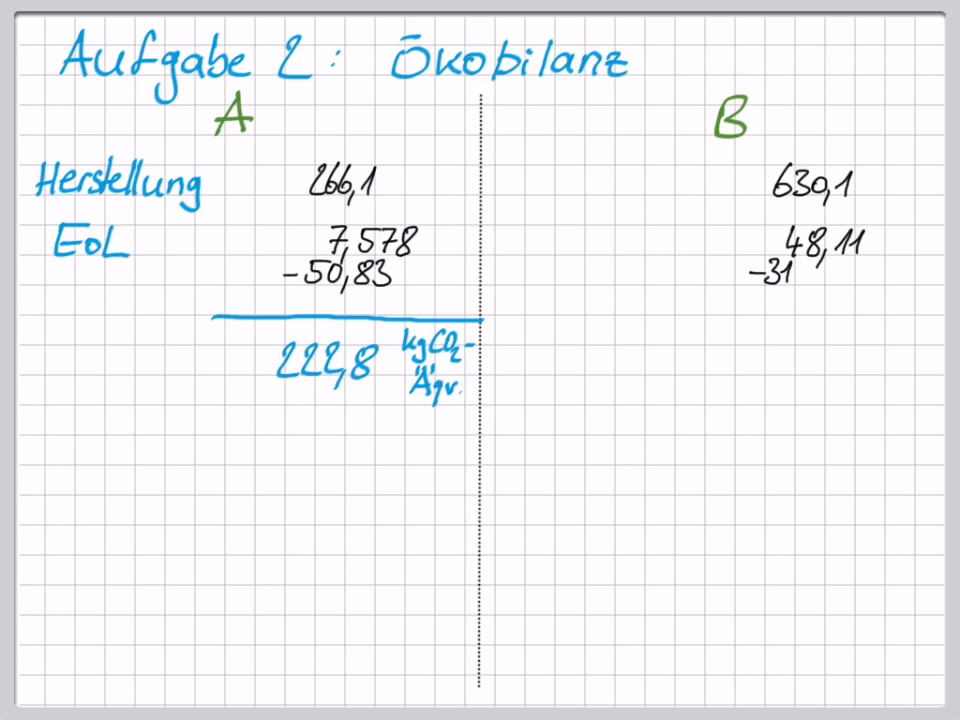 Aufgabe 2: Ökobilanz
A B
Herstellung 266,1 630,1
EoL 7,578 48,11
-50,83 -31
222,8 kgCO2-
Äqv.